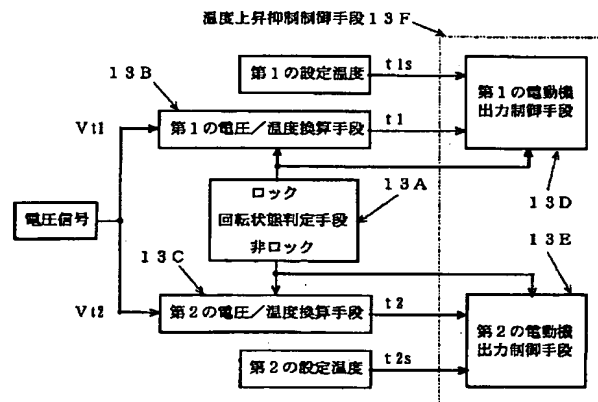 温度上昇抑制制御手段１３Ｆ
１３Ｂ
第１の設定温度
t1s
第１の電動機
出力制御手段
Vt1
第１の電圧／温度換算手段
t1
ロック
回転状態判定手段
非ロック
１３Ａ
１３Ｄ
電圧信号
１３Ｃ
１３Ｅ
Vt2
第２の電圧／温度換算手段
t2
第２の電動機
出力制御手段
第２の設定温度
t2s